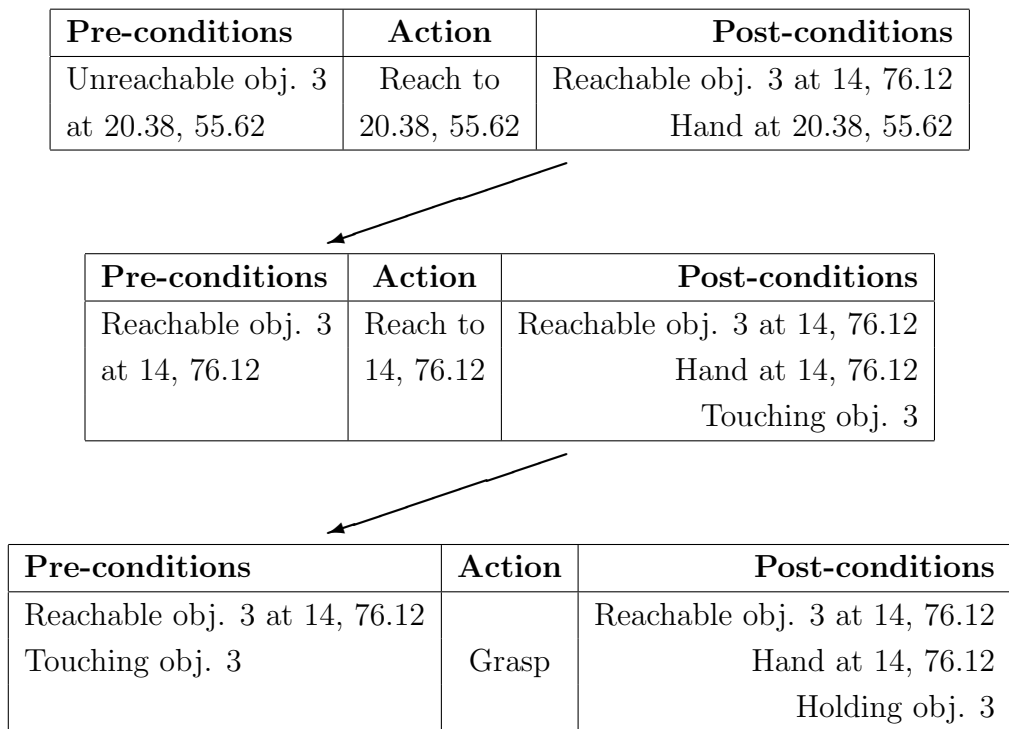 Pre-conditions Action Post-conditions
Unreachable obj. 3 Reach to Reachable obj. 3 at 14, 76.12
at 20.38, 55.62 20.38, 55.62 Hand at 20.38, 55.62
Pre-conditions Action Post-conditions
Reachable obj. 3 Reach to Reachable obj. 3 at 14, 76.12
at 14, 76.12 14, 76.12 Hand at 14, 76.12
Touching obj. 3
Pre-conditions Action Post-conditions
Reachable obj. 3 at 14, 76.12 Reachable obj. 3 at 14, 76.12
Touching obj. 3 Grasp Hand at 14, 76.12
Holding obj. 3